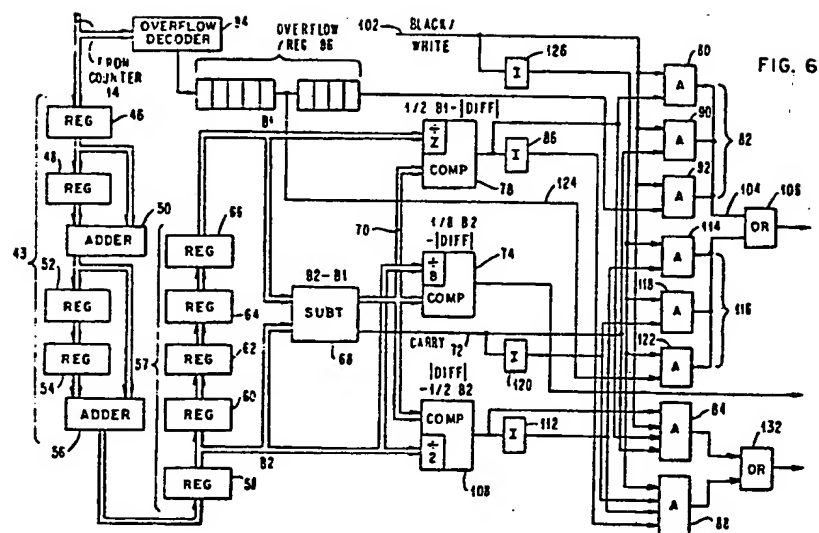 OVERFLOW
DECODER
94
OVERFLOW
REG 96
102
BLACK/
WHITE
126
I
FIG. 6
FROM
COUNTER
14
43
REG
46
48
REG
50
ADDER
52
REG
54
REG
56
ADDER
57
66
REG
REG
64
REG
62
REG
60
REG
58
B1
B2
B2-B1
SUBT
68
CARRY 72
70
1/2 B1-|DIFF|
÷
2
COMP
78
I
86
124
1/8 B2
-|DIFF|
÷
8
COMP
74
|DIFF|
-1/2 B2
COMP
÷
2
108
I
120
I
112
A
80
A
90
A
92
82
A
114
A
118
A
122
116
A
84
A
88
104
OR
106
OR
132